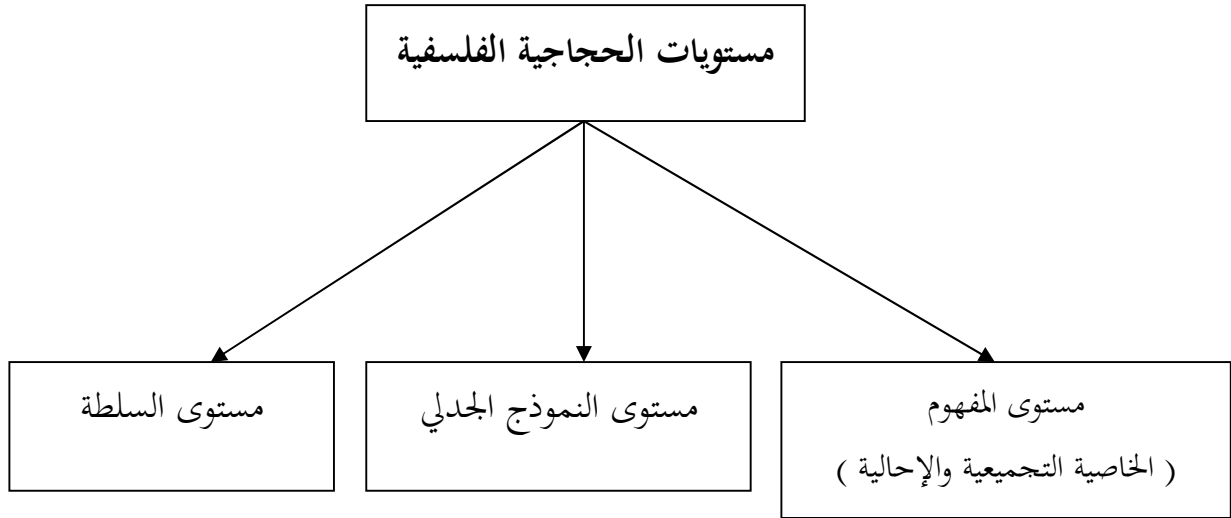 مستويات الحجاجية الفلسفية
مستوى المفهوم
( الخاصية التجميعية والإحالية )
مستوى النموذج الجدلي
مستوى السلطة